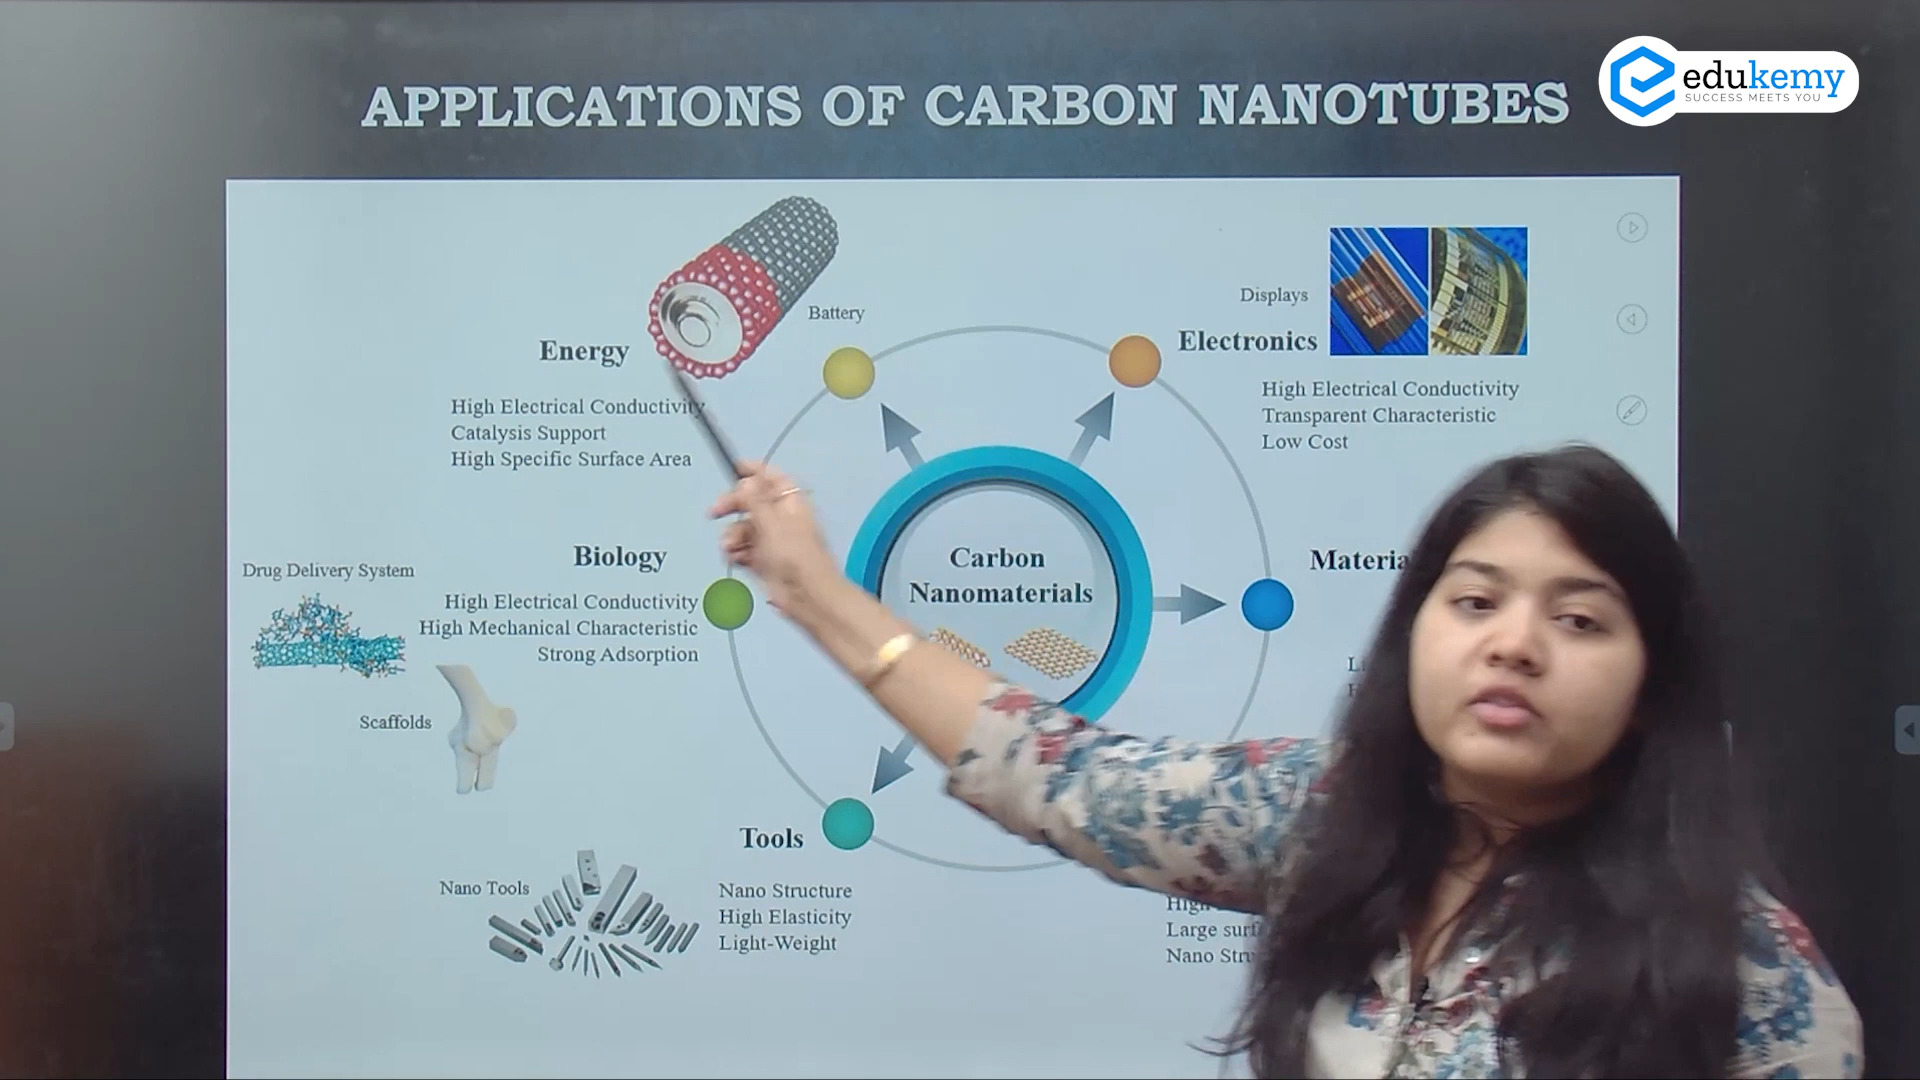 edukemy
SUCCESS MEETS YOU
APPLICATIONS OF CARBON NANOTUBES
Battery
Energy
High Electrical Conductivity
Catalysis Support
High Specific Surface Area
Displays
Electronics
High Electrical Conductivity
Transparent Characteristic
Low Cost
Drug Delivery System
Biology
High Electrical Conductivity
High Mechanical Characteristic
Strong Adsorption
Scaffolds
Carbon
Nanomaterials
Tools
Nano Tools
Nano Structure
High Elasticity
Light-Weight
High
Large
Nano